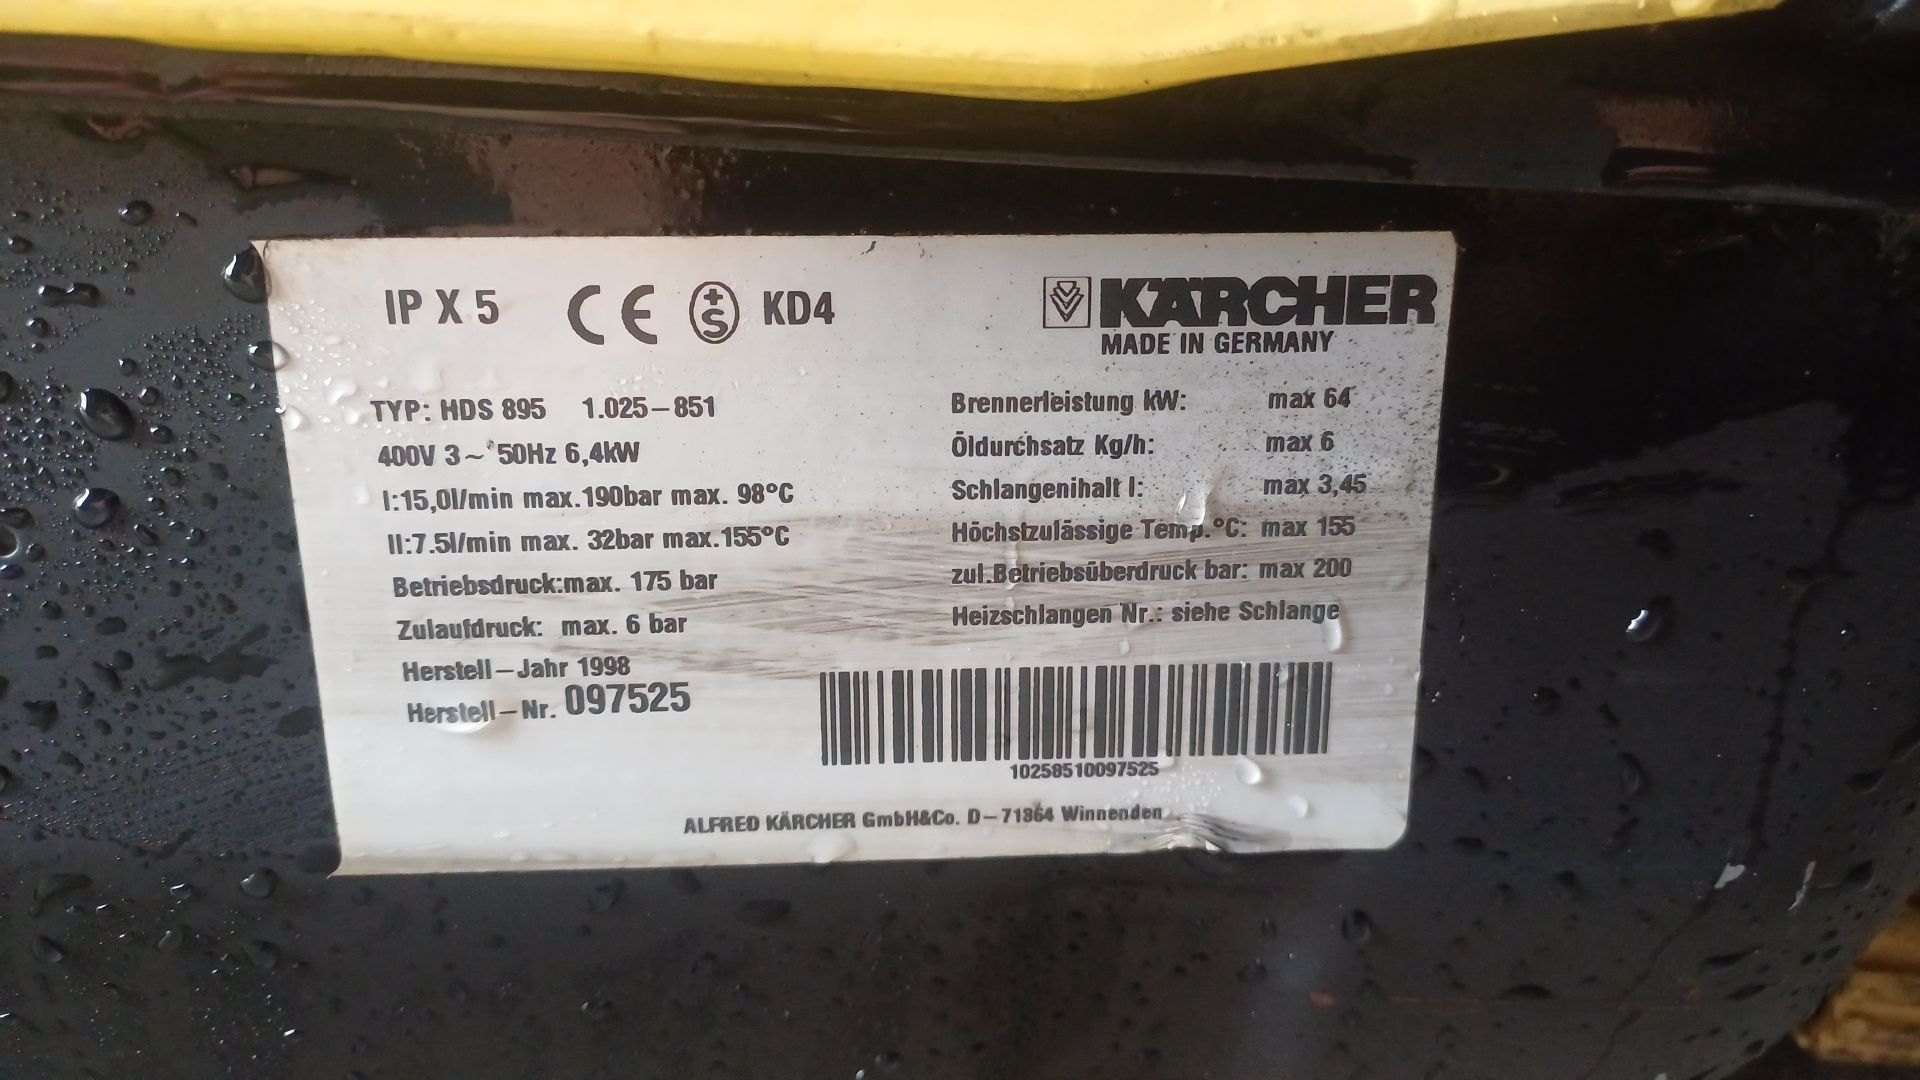 IP X 5 CE +S KD4
KÄRCHER
MADE IN GERMANY
TYP: HDS 895 1.025-851
400V 3~ 50Hz 6,4kW
I:15,0l/min max.190bar max. 98°C
II:7.5l/min max. 32bar max.155°C
Betriebsdruck:max. 175 bar
Zulaufdruck: max. 6 bar
Herstell-Jahr 1998
Herstell-Nr. 097525
Brennerleistung kW: max 64
Öldurchsatz Kg/h: max 6
Schlangenihalt l: max 3,45
Höchstzulässige Temp.°C: max 155
zul.Betriebsüberdruck bar: max 200
Heizschlangen Nr.: siehe Schlange
10258510097525
ALFRED KÄRCHER GmbH&Co. D-71364 Winnenden